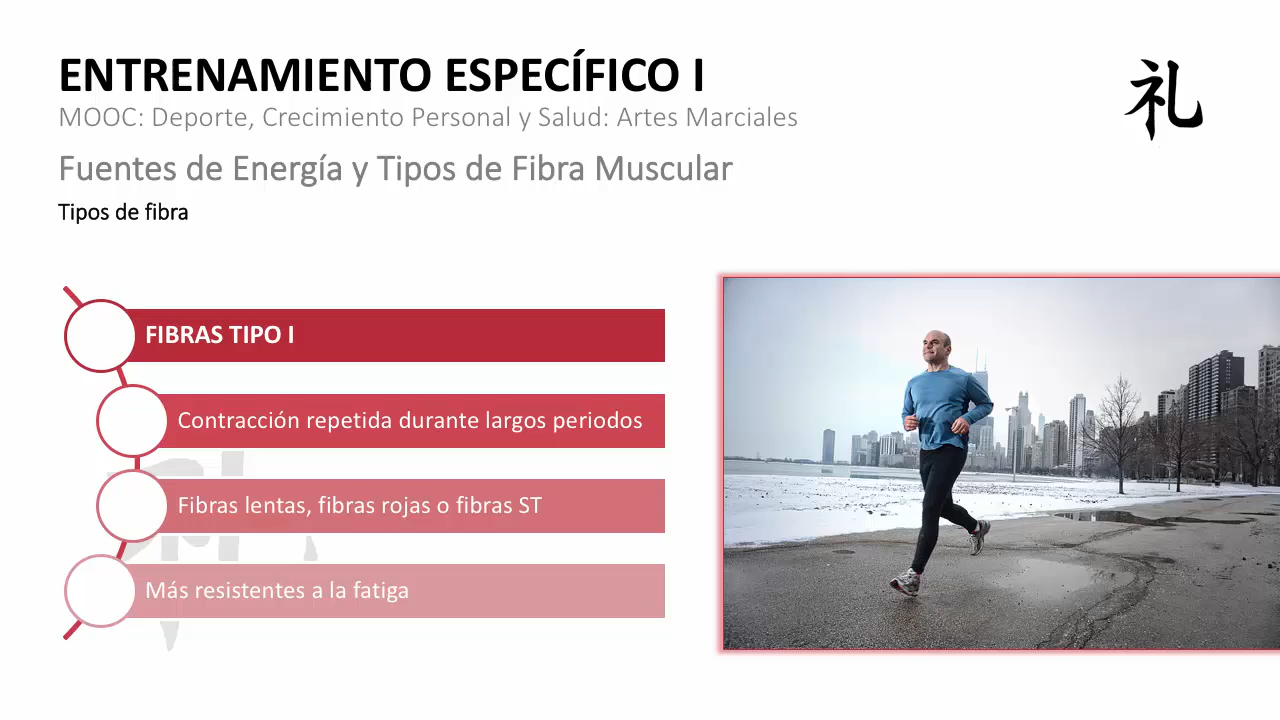 ENTRENAMIENTO ESPECÍFICO I
MOOC: Deporte, Crecimiento Personal y Salud: Artes Marciales
礼
Fuentes de Energía y Tipos de Fibra Muscular
Tipos de fibra
FIBRAS TIPO I
Contracción repetida durante largos periodos
Fibras lentas, fibras rojas o fibras ST
Más resistentes a la fatiga